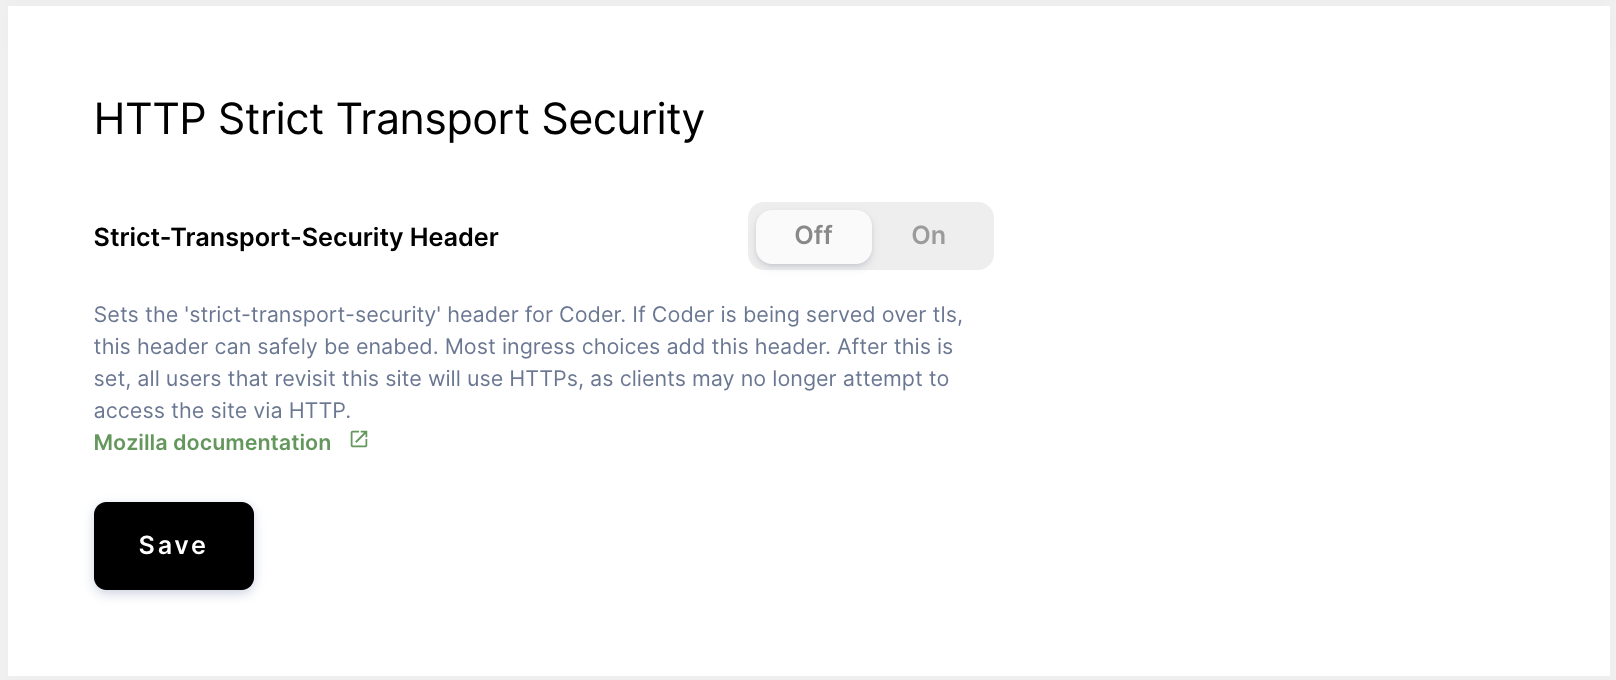 HTTP Strict Transport Security
Strict-Transport-Security Header
Off
On
Sets the 'strict-transport-security' header for Coder. If Coder is being served over tls,
this header can safely be enabed. Most ingress choices add this header. After this is
set, all users that revisit this site will use HTTPs, as clients may no longer attempt to
access the site via HTTP.
Mozilla documentation
Save